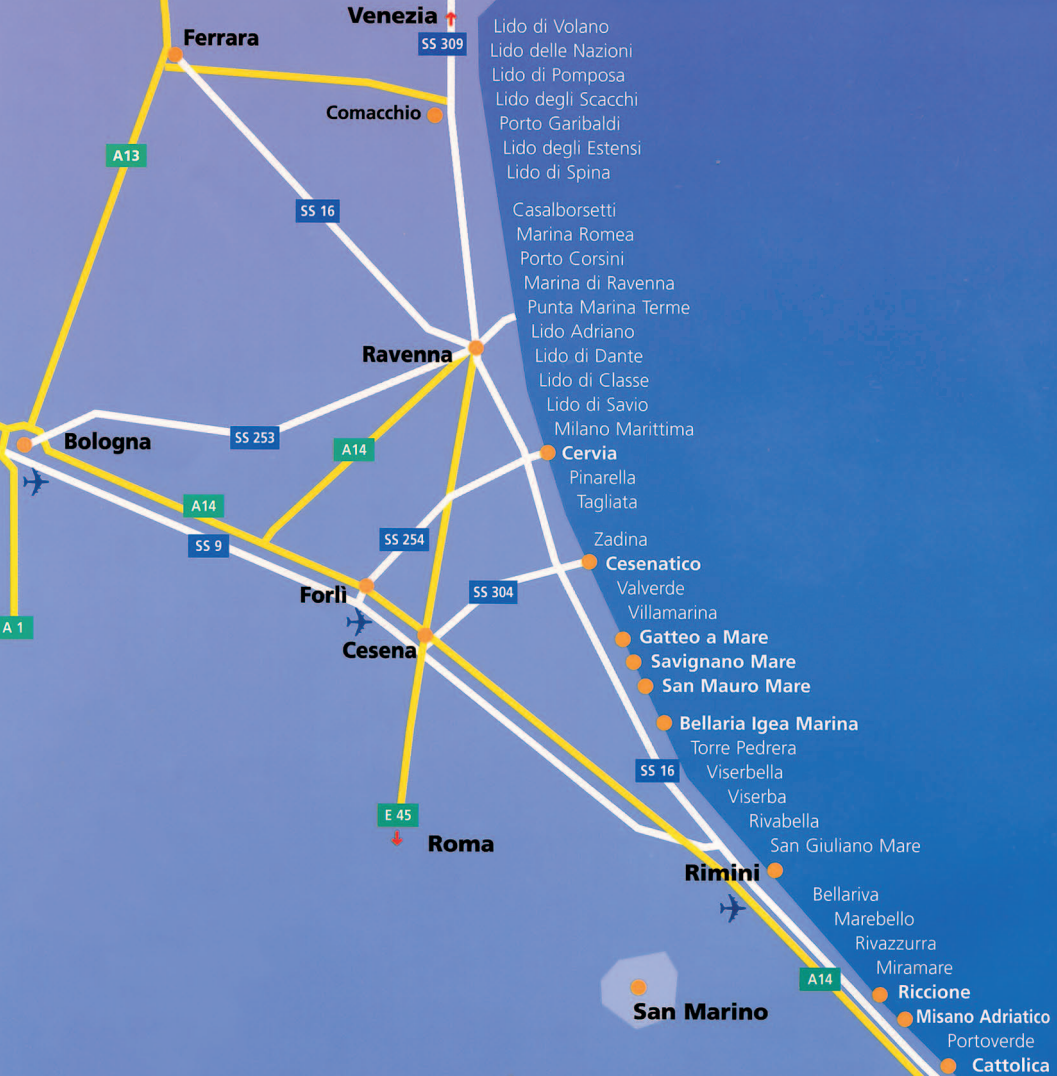 Venezia
SS 309
Ferrara
Comacchio
A13
SS 16
Ravenna
Bologna
SS 253
A14
A14
SS 9
SS 254
Forlì
SS 304
A 1
Cesena
E 45
Roma
SS 16
Rimini
A14
San Marino
Lido di Volano
Lido delle Nazioni
Lido di Pomposa
Lido degli Scacchi
Porto Garibaldi
Lido degli Estensi
Lido di Spina
Casalborsetti
Marina Romea
Porto Corsini
Marina di Ravenna
Punta Marina Terme
Lido Adriano
Lido di Dante
Lido di Classe
Lido di Savio
Milano Marittima
Cervia
Pinarella
Tagliata
Zadina
Cesenatico
Valverde
Villamarina
Gatteo a Mare
Savignano Mare
San Mauro Mare
Bellaria Igea Marina
Torre Pedrera
Viserbella
Viserba
Rivabella
San Giuliano Mare
Bellariva
Marebello
Rivazzurra
Miramare
Riccione
Misano Adriatico
Portoverde
Cattolica